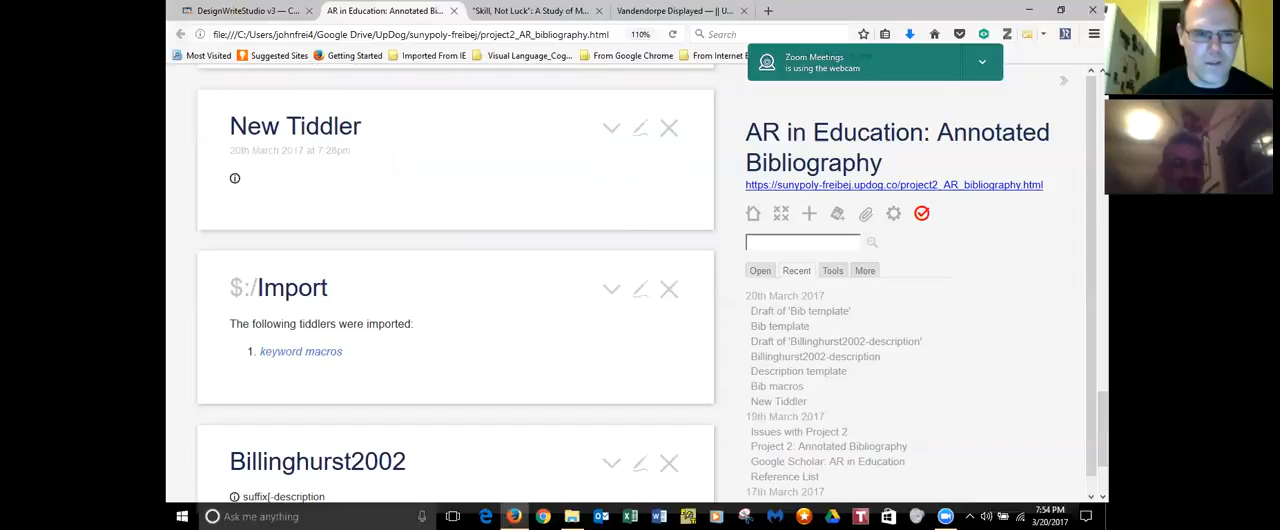 DesignWriteStudio v3 — C...
AR in Education: Annotated Bi...
"Skill, Not Luck": A Study of M...
Vandendorpe Displayed — || U...
file:///C:/Users/johnfrei4/Google Drive/UpDog/sunypoly-freibej/project2_AR_bibliography.html
110%
Search
Most Visited
Suggested Sites
Getting Started
Imported From IE
Visual Language_Cog...
From Google Chrome
From Internet E
Zoom Meetings
is using the webcam
New Tiddler
20th March 2017 at 7:28pm
$:/Import
The following tiddlers were imported:
1. keyword macros
Billinghurst2002
suffix[-description
AR in Education: Annotated
Bibliography
https://sunypoly-freibej.updog.co/project2_AR_bibliography.html
Open
Recent
Tools
More
20th March 2017
Draft of 'Bib template'
Bib template
Draft of 'Billinghurst2002-description'
Billinghurst2002-description
Description template
Bib macros
New Tiddler
19th March 2017
Issues with Project 2
Project 2: Annotated Bibliography
Google Scholar: AR in Education
Reference List
17th March 2017
Ask me anything
7:54 PM
3/20/2017